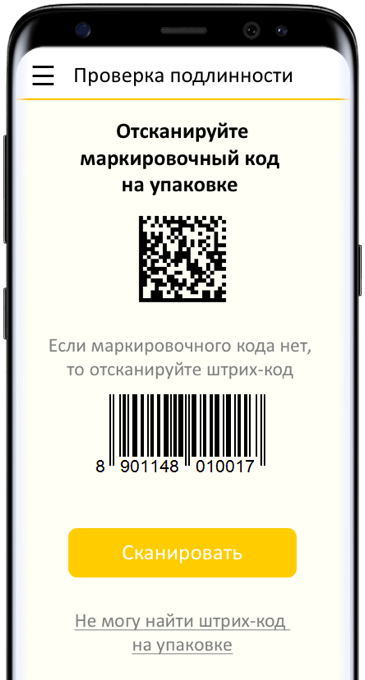 Проверка подлинности
Отсканируйте
маркировочный код
на упаковке
Если маркировочного кода нет,
то отсканируйте штрих-код
8 901148 010017
Сканировать
Не могу найти штрих-код
на упаковке